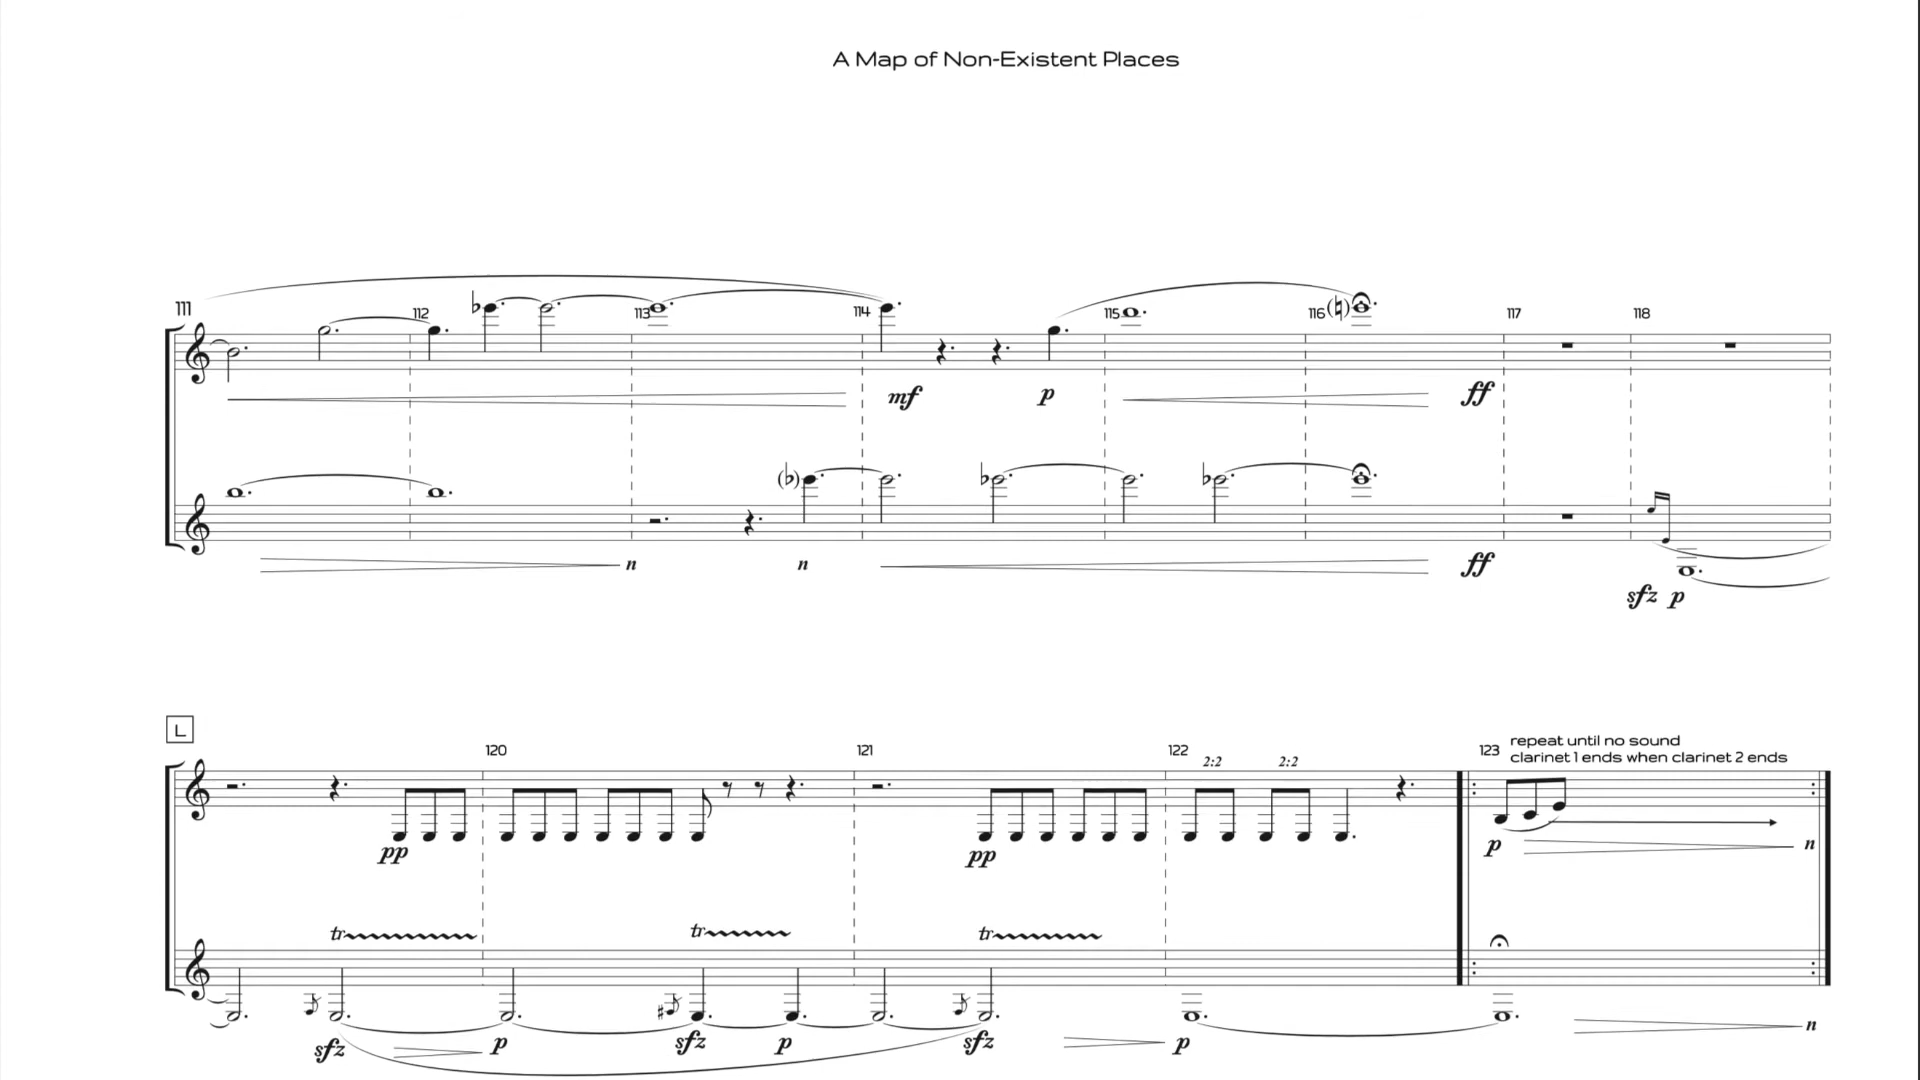 A Map of Non-Existent Places
111 112 113 114 115 116 117 118
mf p ff
n n ff
sfz p
L
120 121 122 123
repeat until no sound
clarinet 1 ends when clarinet 2 ends
2:2 2:2
pp pp p n
tr tr tr
sfz p sfz p sfz p n